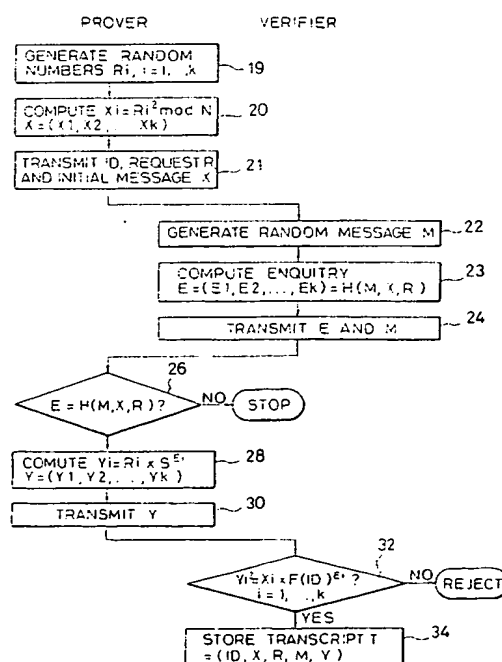 PROVER VERIFIER
GENERATE RANDOM
NUMBERS Ri, i=1,..,k
19
COMPUTE Xi=Ri² mod N
X=(X1,X2,...Xk)
20
TRANSMIT ID, REQUEST R
AND INITIAL MESSAGE X
21
GENERATE RANDOM MESSAGE M
22
COMPUTE ENQUITRY
E=(E1,E2,...,Ek)=H(M,X,R)
23
TRANSMIT E AND M
24
26
E=H(M,X,R)?
NO
STOP
COMUTE Yi=Ri x S^Ei
Y=(Y1,Y2,...,Yk)
28
TRANSMIT Y
30
32
Yi²=Xi x F(ID)^Ei ?
i=1,...,k
NO
REJECT
YES
STORE TRANSCRIPT T
=(ID,X,R,M,Y)
34